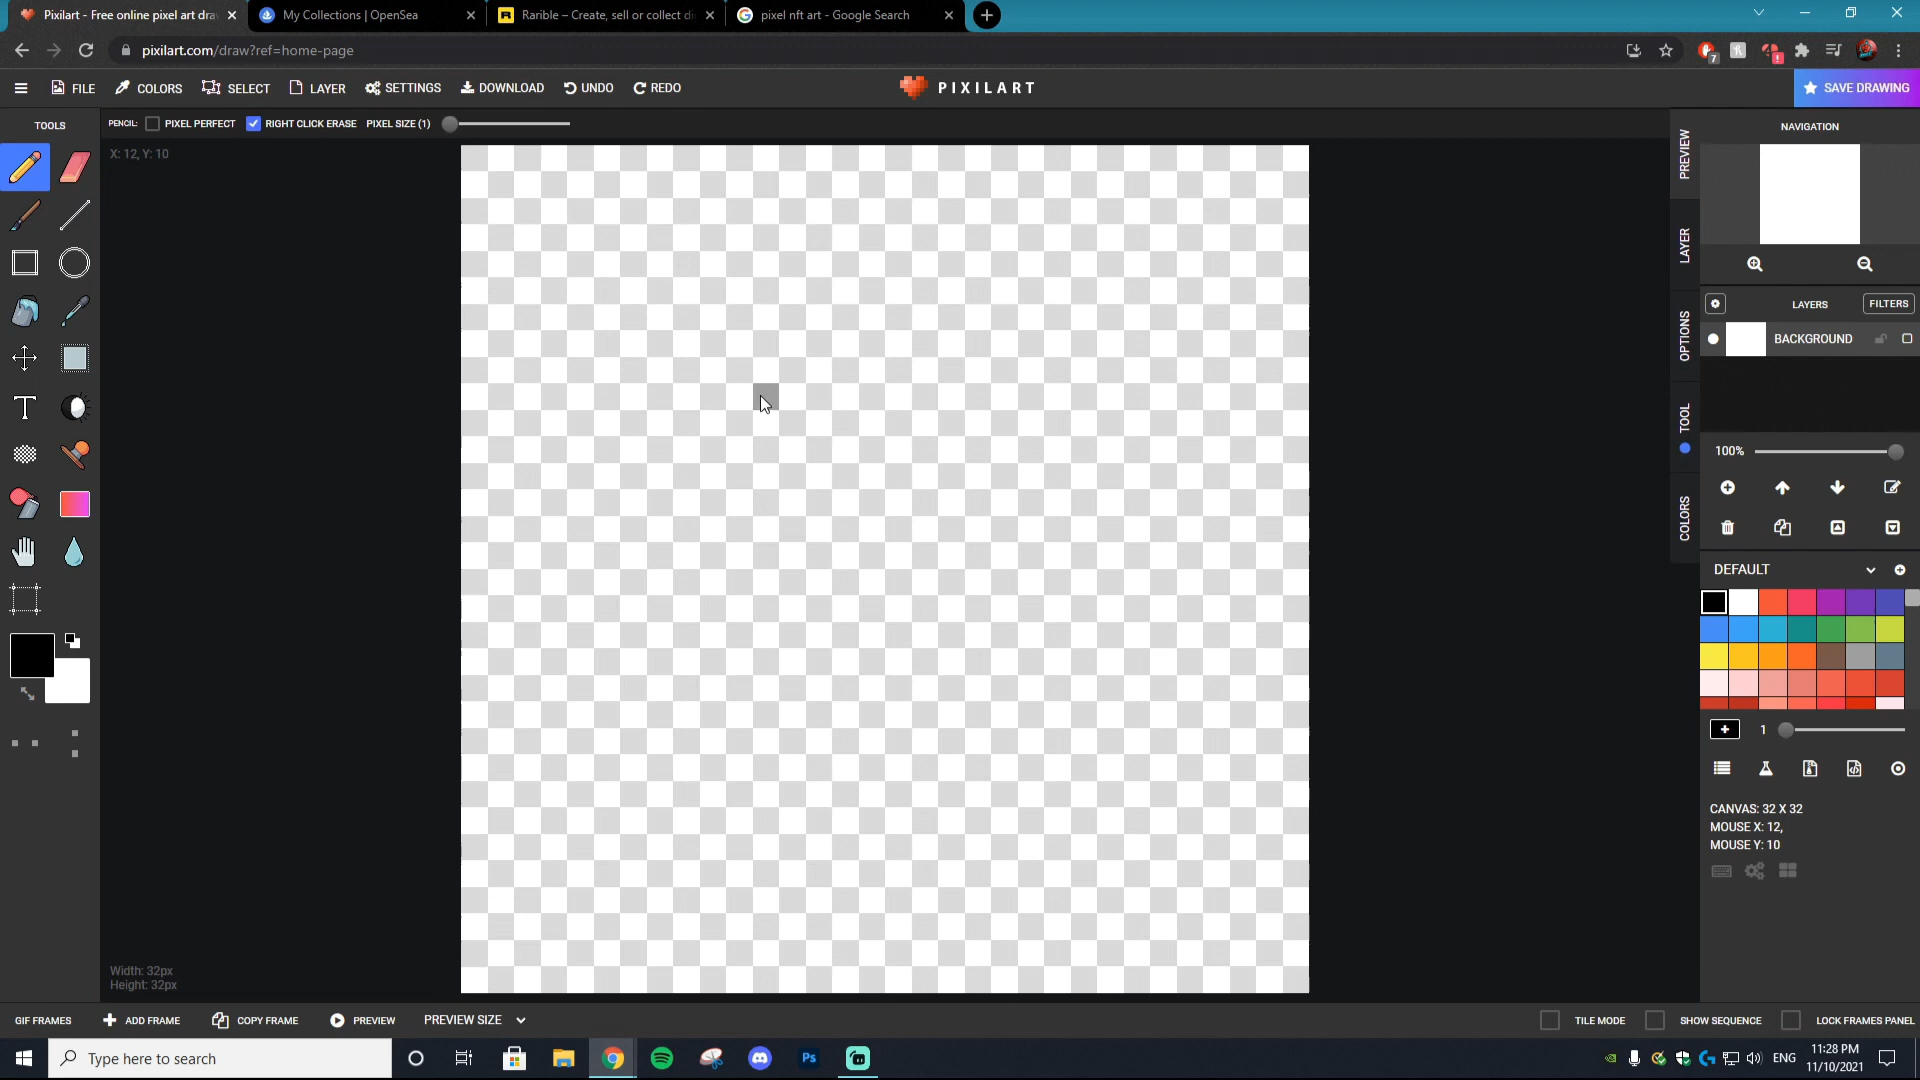 Pixilart - Free online pixel art dra
My Collections | OpenSea
Rarible – Create, sell or collect di
pixel nft art - Google Search
pixilart.com/draw?ref=home-page
7
FILE
COLORS
SELECT
LAYER
SETTINGS
DOWNLOAD
UNDO
REDO
PIXILART
SAVE DRAWING
TOOLS
PENCIL:
PIXEL PERFECT
RIGHT CLICK ERASE
PIXEL SIZE (1)
X: 12, Y: 10
NAVIGATION
PREVIEW
LAYER
OPTIONS
TOOL
COLORS
LAYERS
FILTERS
BACKGROUND
100%
DEFAULT
1
CANVAS: 32 X 32
MOUSE X: 12,
MOUSE Y: 10
Width: 32px
Height: 32px
GIF FRAMES
ADD FRAME
COPY FRAME
PREVIEW
PREVIEW SIZE
TILE MODE
SHOW SEQUENCE
LOCK FRAMES PANEL
Type here to search
Ps
ENG
11:28 PM
11/10/2021